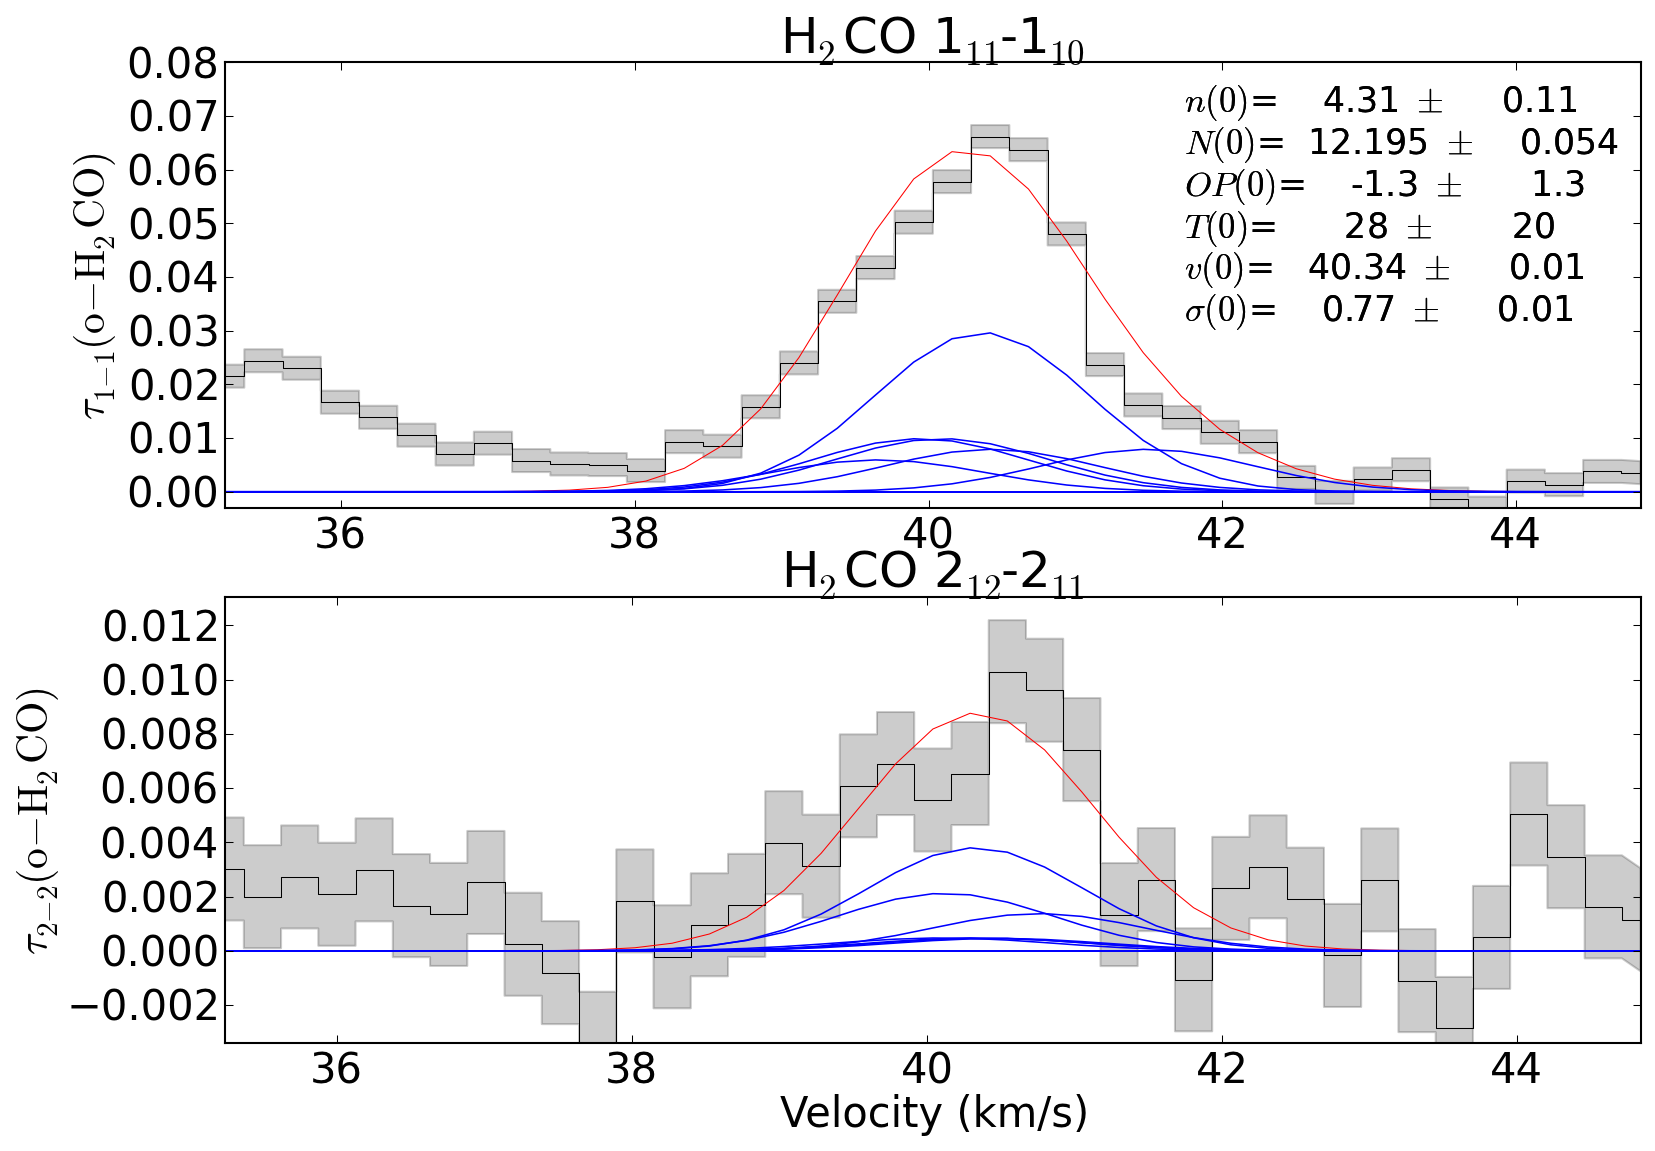 H₂CO 1₁₁-1₁₀
0.08
0.07
0.06
0.05
0.04
0.03
0.02
0.01
0.00
τ₁₋₁(o−H₂CO)
n(0)= 4.31 ± 0.11
N(0)= 12.195 ± 0.054
OP(0)= -1.3 ± 1.3
T(0)= 28 ± 20
v(0)= 40.34 ± 0.01
σ(0)= 0.77 ± 0.01
36 38 40 42 44
H₂CO 2₁₂-2₁₁
0.012
0.010
0.008
0.006
0.004
0.002
0.000
−0.002
τ₂₋₂(o−H₂CO)
36 38 40 42 44
Velocity (km/s)